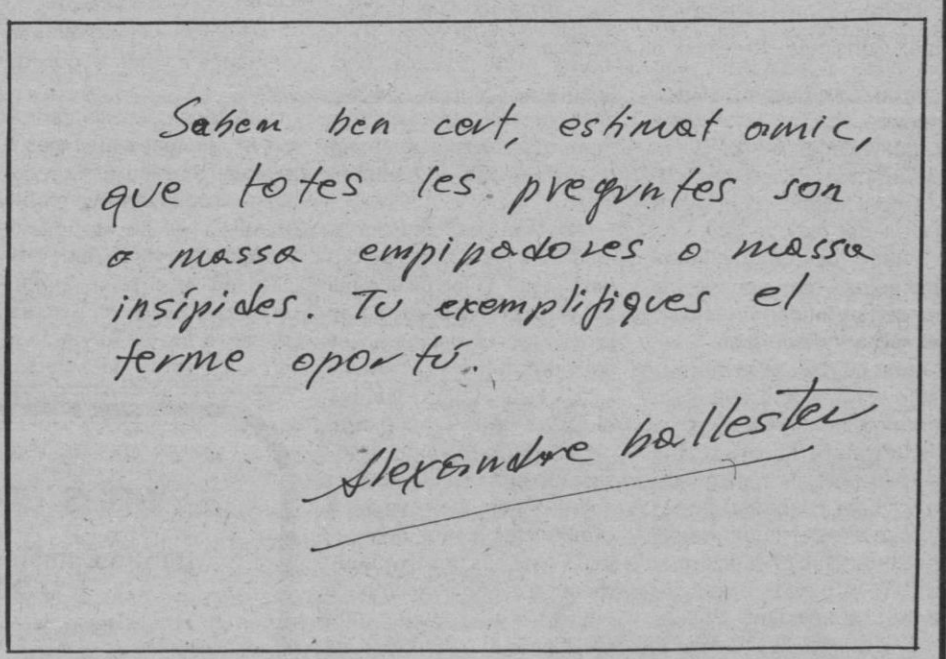 Sabem ben cert, estimat amic,
que totes les preguntes son
o massa empipadores o massa
insípides. Tu exemplifiques el
terme oportú.
Alexandre ballester